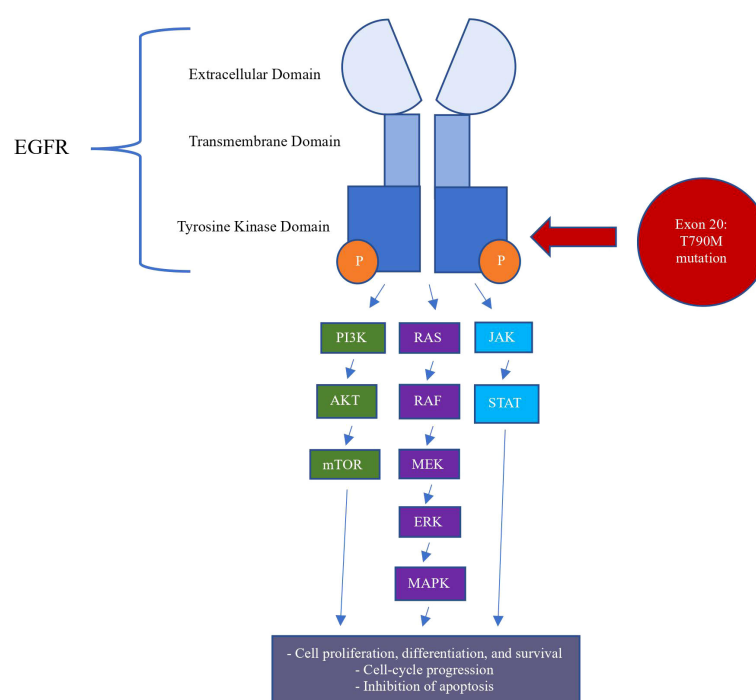 Extracellular Domain
EGFR
Transmembrane Domain
Tyrosine Kinase Domain
P
P
Exon 20:
T790M
mutation
PI3K
RAS
JAK
AKT
RAF
STAT
mTOR
MEK
ERK
MAPK
- Cell proliferation, differentiation, and survival
- Cell-cycle progression
- Inhibition of apoptosis